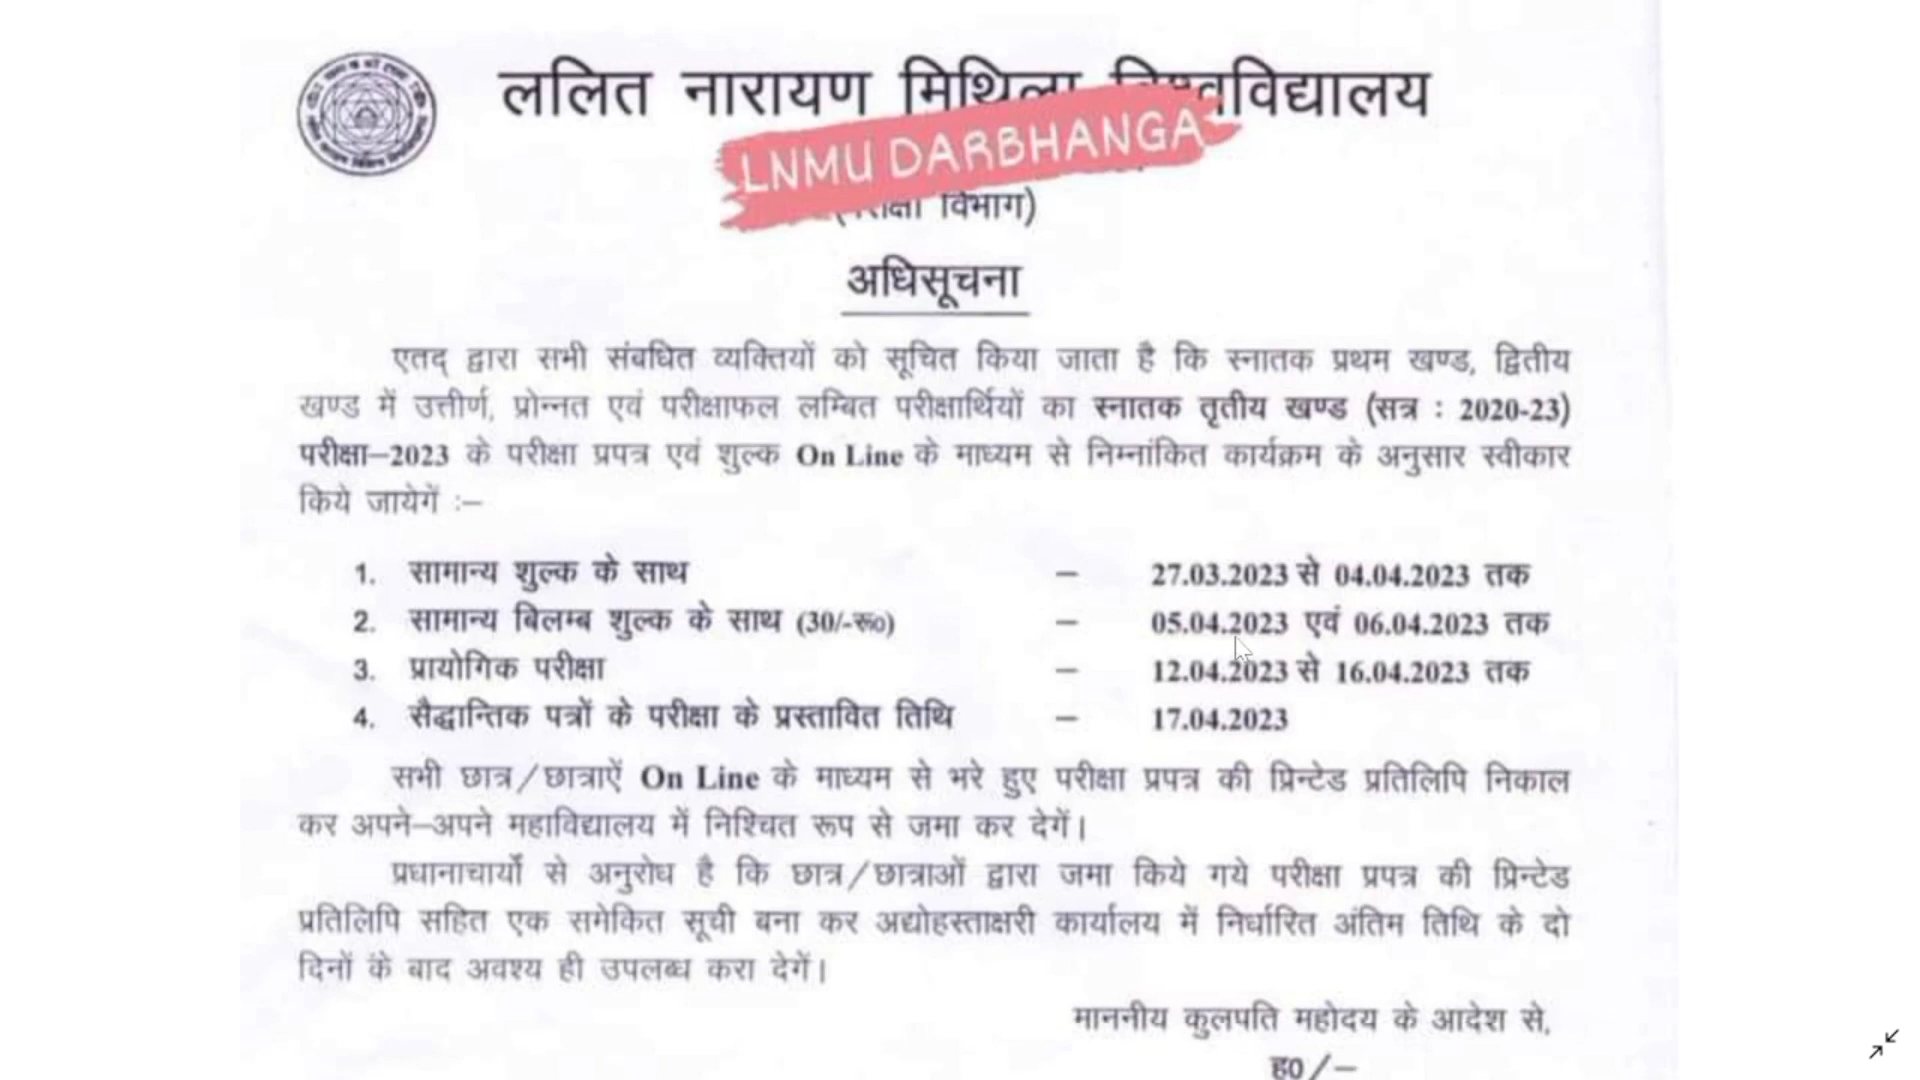 ललित नारायण मिथिला विश्वविद्यालय
LNMU DARBHANGA
(परीक्षा विभाग)
अधिसूचना
एतद् द्वारा सभी संबधित व्यक्तियों को सूचित किया जाता है कि स्नातक प्रथम खण्ड, द्वितीय
खण्ड में उत्तीर्ण, प्रोन्नत एवं परीक्षाफल लम्बित परीक्षार्थियों का स्नातक तृतीय खण्ड (सत्र : 2020-23)
परीक्षा–2023 के परीक्षा प्रपत्र एवं शुल्क On Line के माध्यम से निम्नांकित कार्यक्रम के अनुसार स्वीकार
किये जायेगें :–
1. सामान्य शुल्क के साथ – 27.03.2023 से 04.04.2023 तक
2. सामान्य बिलम्ब शुल्क के साथ (30/-रू०) – 05.04.2023 एवं 06.04.2023 तक
3. प्रायोगिक परीक्षा – 12.04.2023 से 16.04.2023 तक
4. सैद्धान्तिक पत्रों के परीक्षा के प्रस्तावित तिथि – 17.04.2023
सभी छात्र/छात्राऐं On Line के माध्यम से भरे हुए परीक्षा प्रपत्र की प्रिन्टेड प्रतिलिपि निकाल
कर अपने–अपने महाविद्यालय में निश्चित रूप से जमा कर देगें।
प्रधानाचार्यों से अनुरोध है कि छात्र/छात्राओं द्वारा जमा किये गये परीक्षा प्रपत्र की प्रिन्टेड
प्रतिलिपि सहित एक समेकित सूची बना कर अद्योहस्ताक्षरी कार्यालय में निर्धारित अंतिम तिथि के दो
दिनों के बाद अवश्य ही उपलब्ध करा देगें।
माननीय कुलपति महोदय के आदेश से,
ह0/–